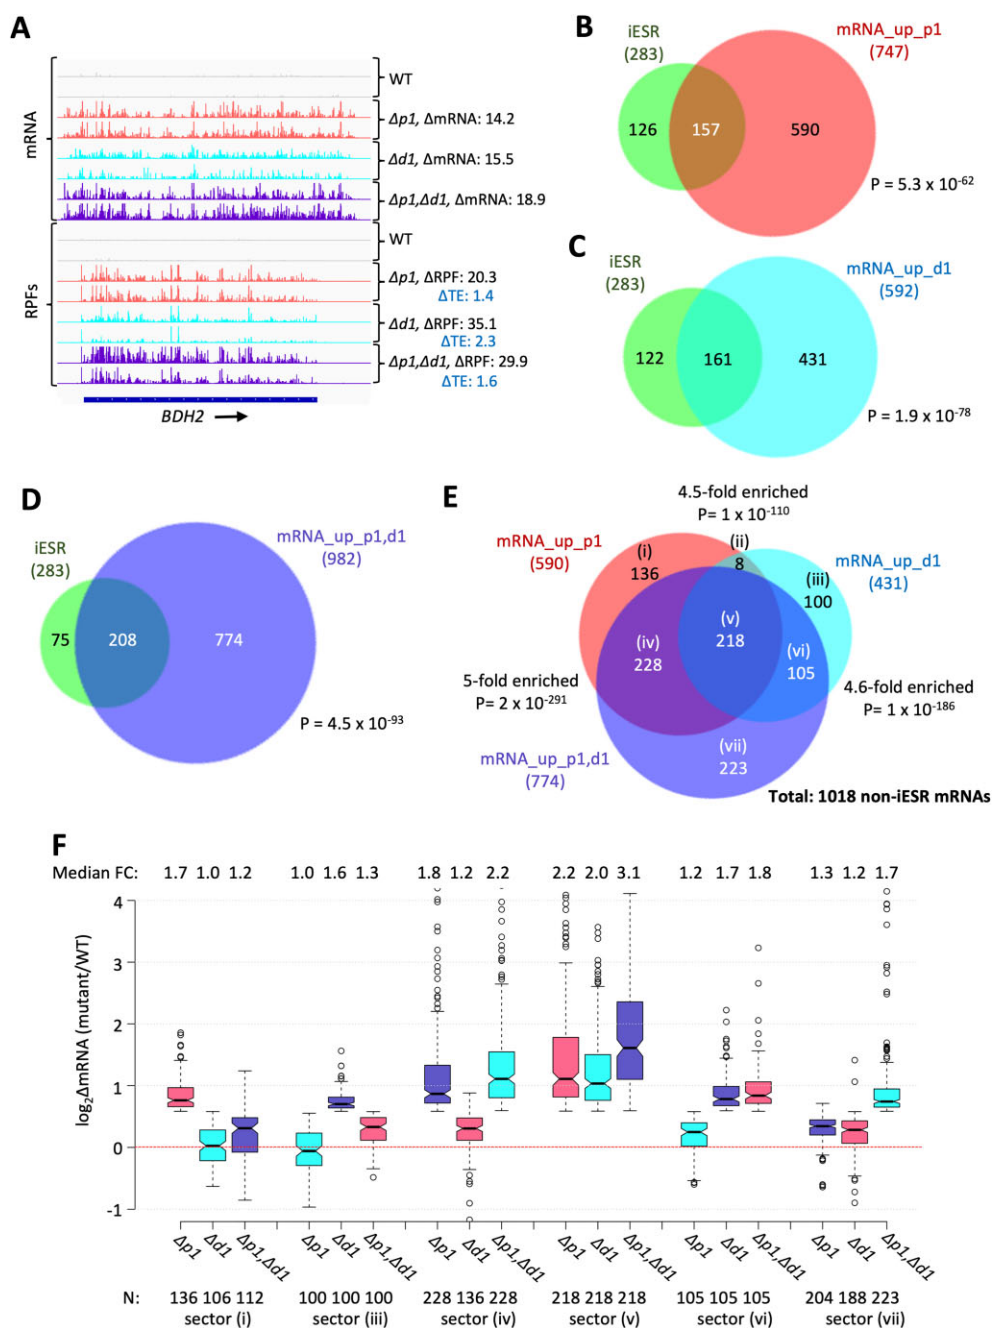 A
mRNA
WT
Δp1, ΔmRNA: 14.2
Δd1, ΔmRNA: 15.5
Δp1,Δd1, ΔmRNA: 18.9
RPFs
WT
Δp1, ΔRPF: 20.3
ΔTE: 1.4
Δd1, ΔRPF: 35.1
ΔTE: 2.3
Δp1,Δd1, ΔRPF: 29.9
ΔTE: 1.6
BDH2
B
iESR
(283)
mRNA_up_p1
(747)
126 157 590
P = 5.3 x 10⁻⁶²
C
iESR
(283)
mRNA_up_d1
(592)
122 161 431
P = 1.9 x 10⁻⁷⁸
D
iESR
(283)
mRNA_up_p1,d1
(982)
75 208 774
P = 4.5 x 10⁻⁹³
E
4.5-fold enriched
P= 1 x 10⁻¹¹⁰
mRNA_up_p1
(590)
mRNA_up_d1
(431)
(i)
136
(ii)
8
(iii)
100
(iv)
228
(v)
218
(vi)
105
5-fold enriched
P= 2 x 10⁻²⁹¹
4.6-fold enriched
P= 1 x 10⁻¹⁸⁶
mRNA_up_p1,d1
(774)
(vii)
223
Total: 1018 non-iESR mRNAs
F
Median FC: 1.7 1.0 1.2 1.0 1.6 1.3 1.8 1.2 2.2 2.2 2.0 3.1 1.2 1.7 1.8 1.3 1.2 1.7
log₂ΔmRNA (mutant/WT)
4
3
2
1
0
-1
Δp1 Δd1 Δp1,Δd1 Δp1 Δd1 Δp1,Δd1 Δp1 Δd1 Δp1,Δd1 Δp1 Δd1 Δp1,Δd1 Δp1 Δd1 Δp1,Δd1 Δp1 Δd1 Δp1,Δd1
N: 136 106 112 100 100 100 228 136 228 218 218 218 105 105 105 204 188 223
sector (i) sector (iii) sector (iv) sector (v) sector (vi) sector (vii)